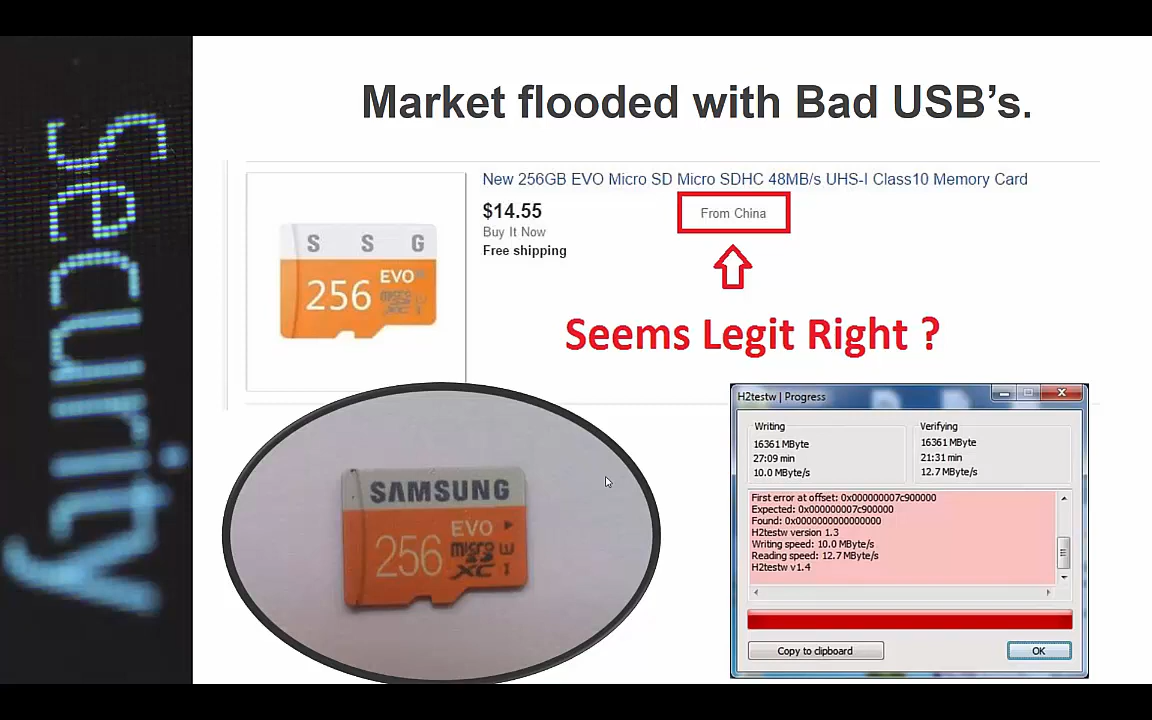 Security
Market flooded with Bad USB's.
New 256GB EVO Micro SD Micro SDHC 48MB/s UHS-I Class10 Memory Card
$14.55
From China
Buy It Now
Free shipping
S S G
EVO
256
micro
XC I
U
Seems Legit Right ?
SAMSUNG
EVO
256
micro
XC I
U
H2testw | Progress
Writing
16361 MByte
27:09 min
10.0 MByte/s
Verifying
16361 MByte
21:31 min
12.7 MByte/s
First error at offset: 0x000000007c900000
Expected: 0x000000007c900000
Found: 0x0000000000000000
H2testw version 1.3
Writing speed: 10.0 MByte/s
Reading speed: 12.7 MByte/s
H2testw v1.4
Copy to clipboard
OK